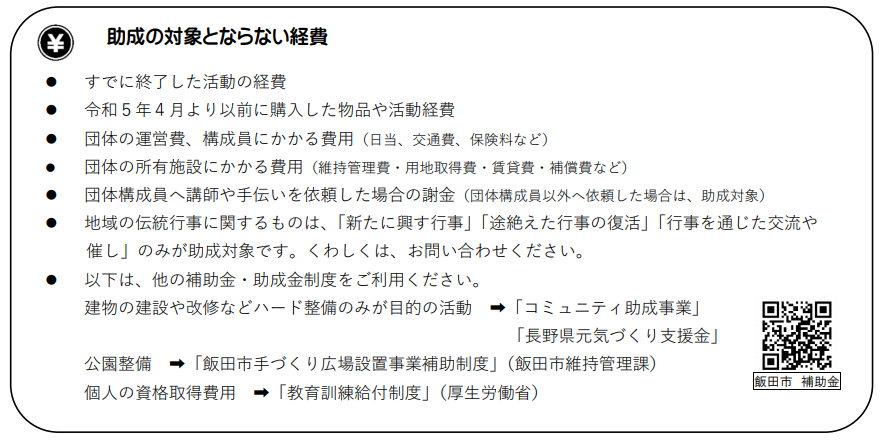 ¥ 助成の対象とならない経費
● すでに終了した活動の経費
● 令和５年４月より以前に購入した物品や活動経費
● 団体の運営費、構成員にかかる費用（日当、交通費、保険料など）
● 団体の所有施設にかかる費用（維持管理費・用地取得費・賃貸費・補償費など）
● 団体構成員へ講師や手伝いを依頼した場合の謝金（団体構成員以外へ依頼した場合は、助成対象）
● 地域の伝統行事に関するものは、「新たに興す行事」「途絶えた行事の復活」「行事を通じた交流や
催し」のみが助成対象です。くわしくは、お問い合わせください。
● 以下は、他の補助金・助成金制度をご利用ください。
建物の建設や改修などハード整備のみが目的の活動 ➡「コミュニティ助成事業」
「長野県元気づくり支援金」
公園整備 ➡「飯田市手づくり広場設置事業補助制度」（飯田市維持管理課）
個人の資格取得費用 ➡「教育訓練給付制度」（厚生労働省）
飯田市 補助金